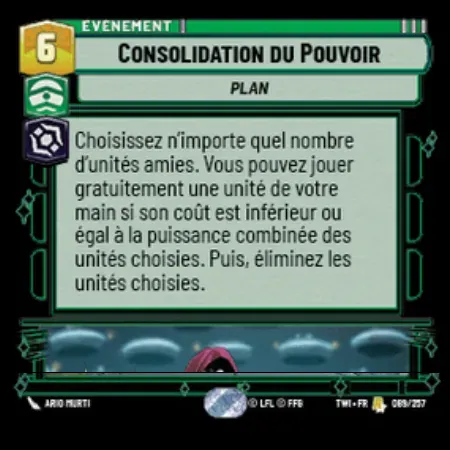 ÉVÉNEMENT
6
CONSOLIDATION DU POUVOIR
PLAN
Choisissez n'importe quel nombre
d'unités amies. Vous pouvez jouer
gratuitement une unité de votre
main si son coût est inférieur ou
égal à la puissance combinée des
unités choisies. Puis, éliminez les
unités choisies.
ARIO MURTI
© LFL © FFG
TWI • FR
089/257